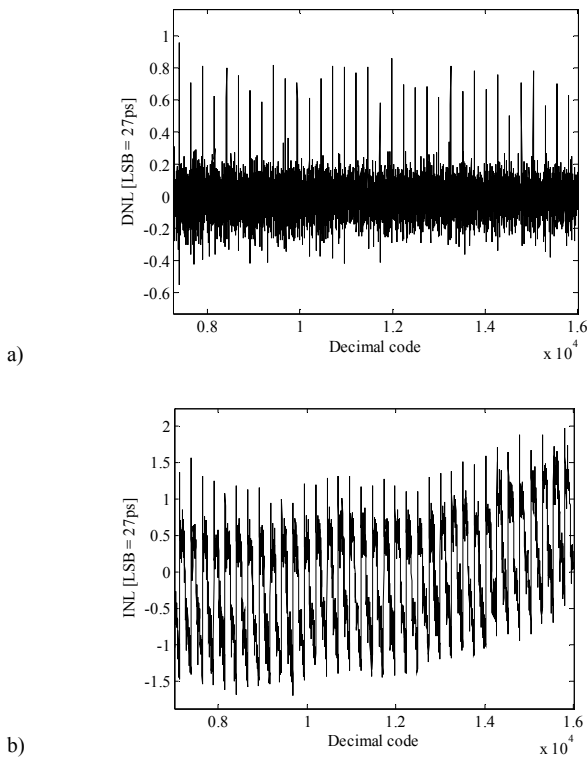 1
0.8
0.6
0.4
0.2
0
-0.2
-0.4
-0.6
DNL [LSB = 27ps]
0.8 1 1.2 1.4 1.6
Decimal code
x 10^4
a)
2
1.5
1
0.5
0
-0.5
-1
-1.5
INL [LSB = 27ps]
0.8 1 1.2 1.4 1.6
Decimal code
x 10^4
b)